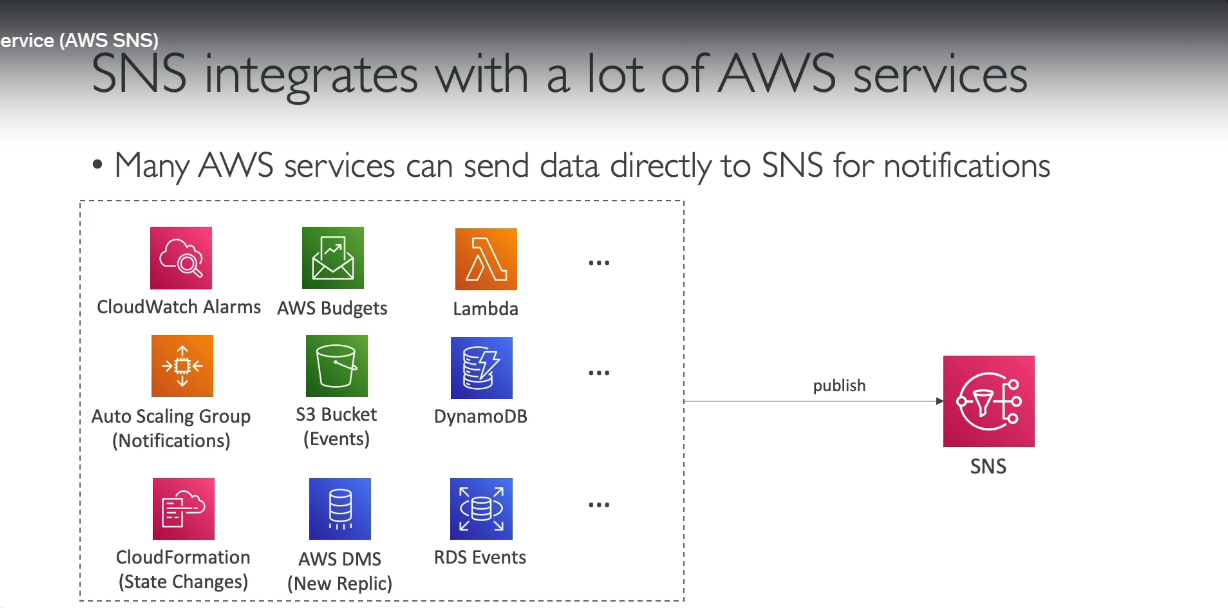 ervice (AWS SNS)
SNS integrates with a lot of AWS services
• Many AWS services can send data directly to SNS for notifications
CloudWatch Alarms
AWS Budgets
Lambda
...
Auto Scaling Group
(Notifications)
S3 Bucket
(Events)
DynamoDB
...
CloudFormation
(State Changes)
AWS DMS
(New Replic)
RDS Events
...
publish
SNS